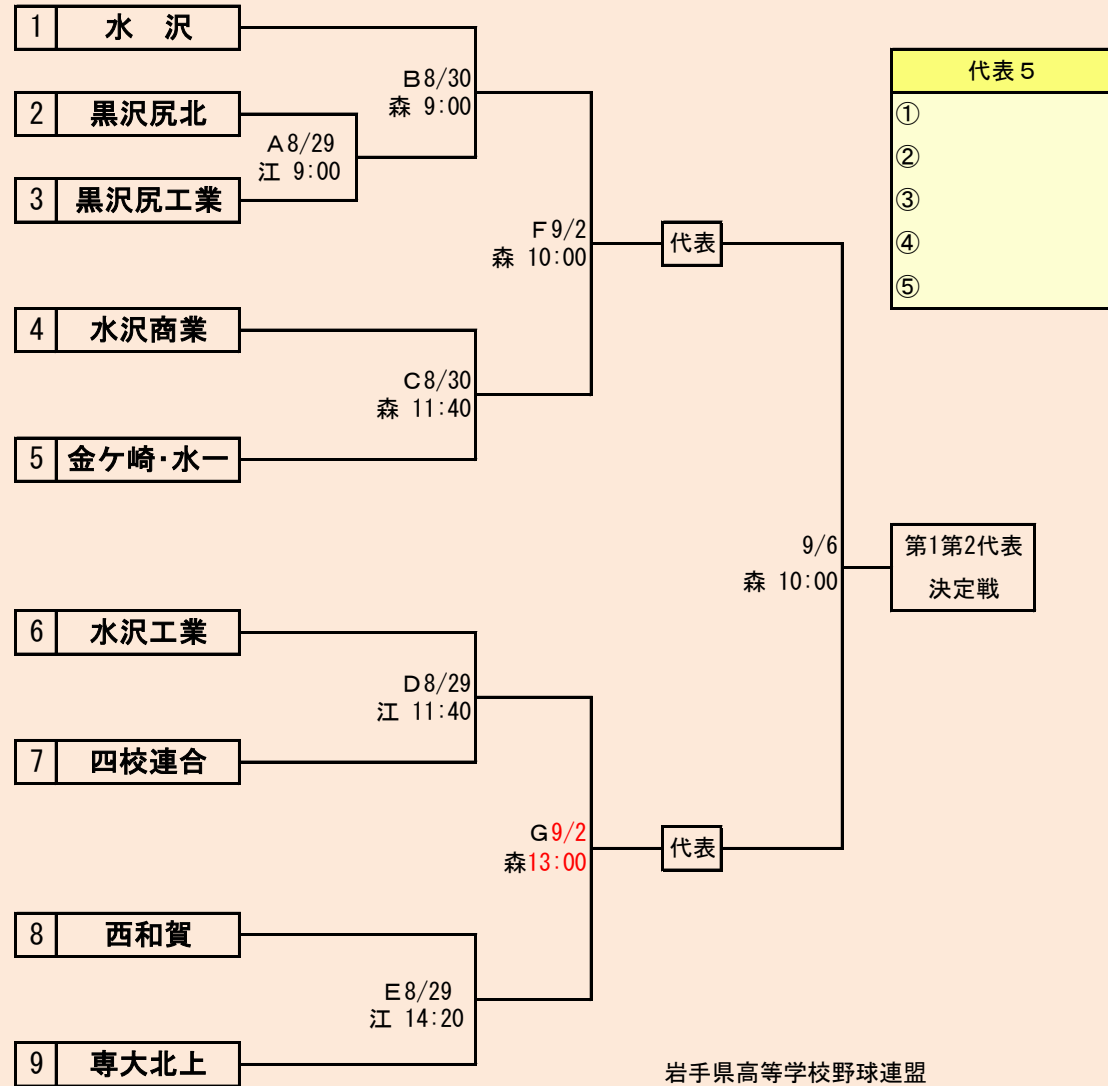 1 水 沢
B8/30
森 9:00
2 黒沢尻北
A8/29
江 9:00
3 黒沢尻工業
代表5
①
②
③
④
⑤
F9/2
森 10:00
代表
4 水沢商業
C8/30
森 11:40
5 金ケ崎・水一
9/6
森 10:00
第1第2代表
決定戦
6 水沢工業
D8/29
江 11:40
7 四校連合
G9/2
森13:00
代表
8 西和賀
E8/29
江 14:20
9 専大北上
岩手県高等学校野球連盟